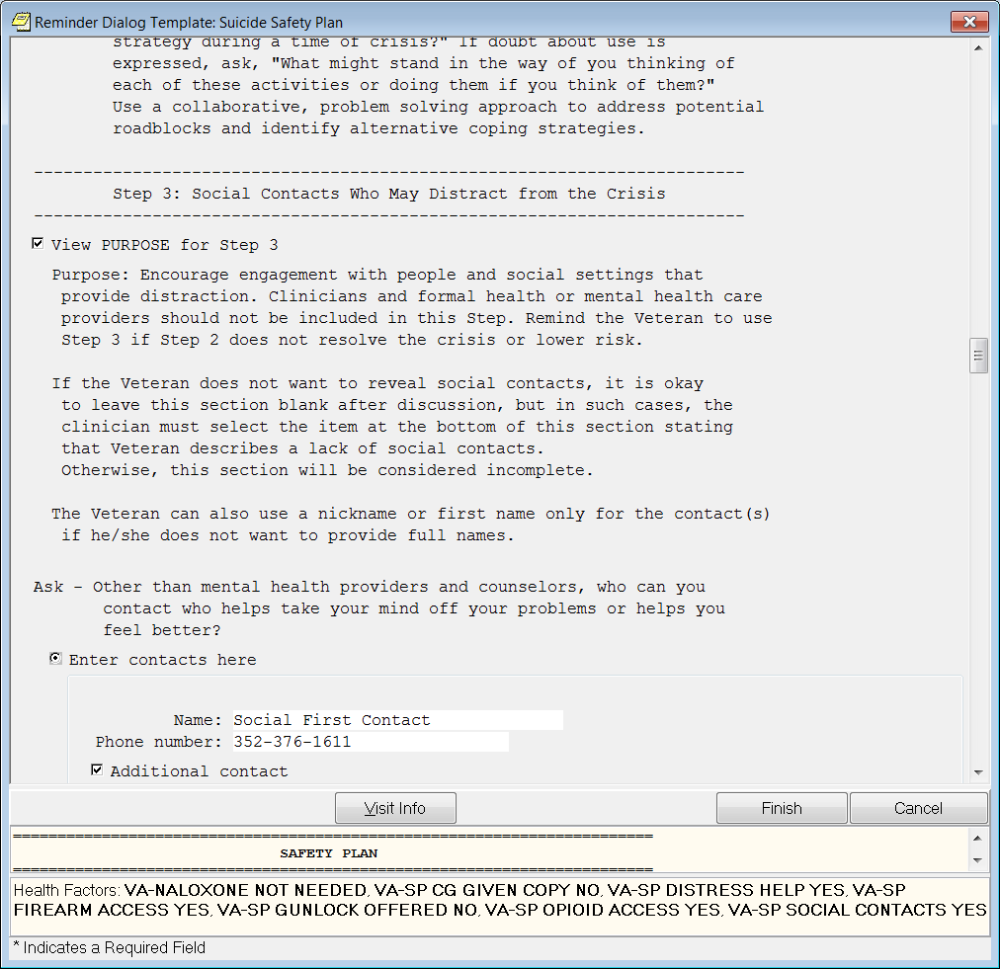 Reminder Dialog Template: Suicide Safety Plan
strategy during a time of crisis?" If doubt about use is
expressed, ask, "What might stand in the way of you thinking of
each of these activities or doing them if you think of them?"
Use a collaborative, problem solving approach to address potential
roadblocks and identify alternative coping strategies.
------------------------------------------------------------------------
Step 3: Social Contacts Who May Distract from the Crisis
------------------------------------------------------------------------
View PURPOSE for Step 3
Purpose: Encourage engagement with people and social settings that
provide distraction. Clinicians and formal health or mental health care
providers should not be included in this Step. Remind the Veteran to use
Step 3 if Step 2 does not resolve the crisis or lower risk.
If the Veteran does not want to reveal social contacts, it is okay
to leave this section blank after discussion, but in such cases, the
clinician must select the item at the bottom of this section stating
that Veteran describes a lack of social contacts.
Otherwise, this section will be considered incomplete.
The Veteran can also use a nickname or first name only for the contact(s)
if he/she does not want to provide full names.
Ask - Other than mental health providers and counselors, who can you
contact who helps take your mind off your problems or helps you
feel better?
Enter contacts here
Name: Social First Contact
Phone number: 352-376-1611
Additional contact
Visit Info Finish Cancel
========================================================================
SAFETY PLAN
========================================================================
Health Factors: VA-NALOXONE NOT NEEDED, VA-SP CG GIVEN COPY NO, VA-SP DISTRESS HELP YES, VA-SP
FIREARM ACCESS YES, VA-SP GUNLOCK OFFERED NO, VA-SP OPIOID ACCESS YES, VA-SP SOCIAL CONTACTS YES
* Indicates a Required Field